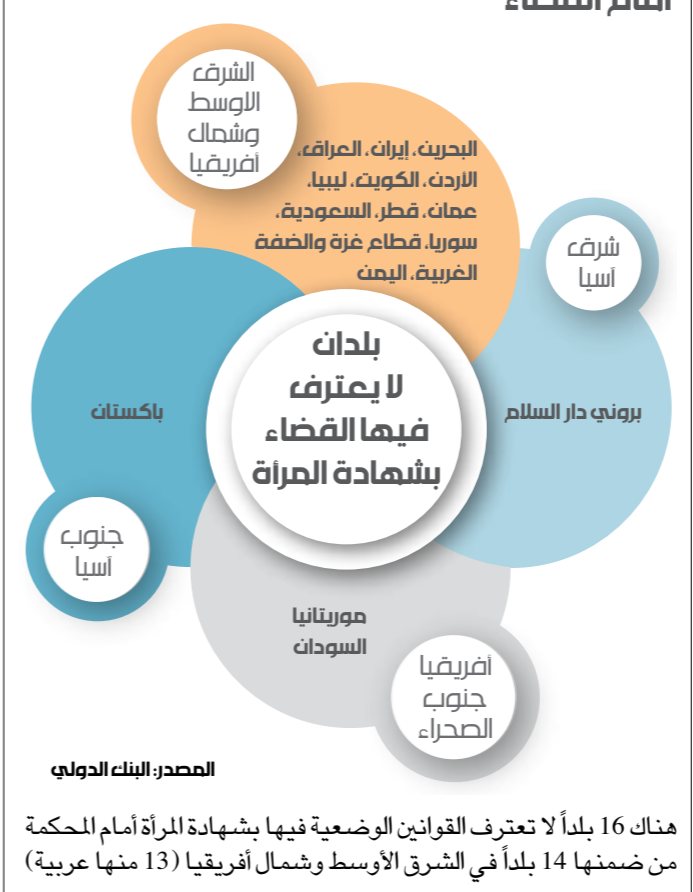 أمام القضاء
الشرق
الاوسط
وشمال
أفريقيا
البحرين، إيران، العراق،
الأردن، الكويت، ليبيا،
عمان، قطر، السعودية،
سوريا، قطاع غزة والضفة
الغربية، اليمن
شرق
آسيا
بلدان
لا يعترف
فيها القضاء
بشهادة المرأة
بروني دار السلام
باكستان
جنوب
آسيا
موريتانيا
السودان
أفريقيا
جنوب
الصحراء
المصدر: البنك الدولي
هناك 16 بلداً لا تعترف القوانين الوضعية فيها بشهادة المرأة أمام المحكمة
من ضمنها 14 بلداً في الشرق الأوسط وشمال أفريقيا (13 منها عربية)